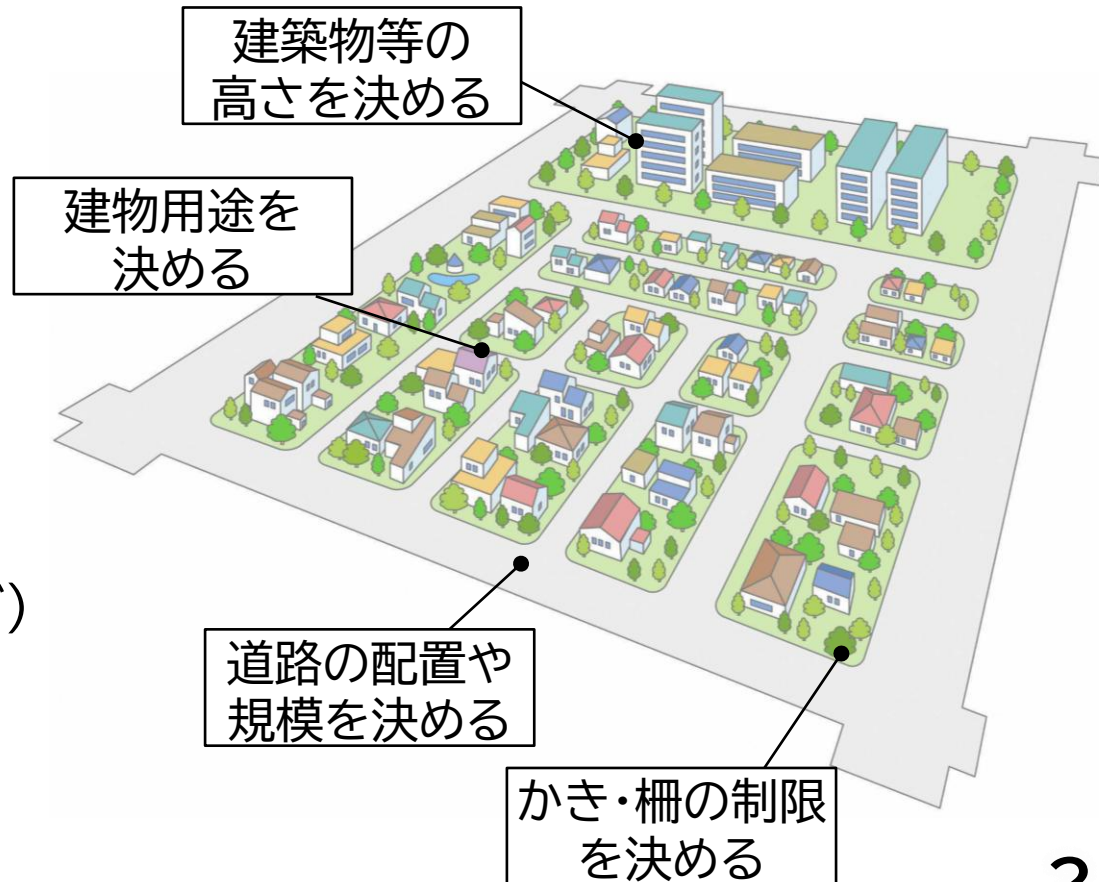 建築物等の
高さを決める
建物用途を
決める
)
道路の配置や
規模を決める
かき・柵の制限
を決める